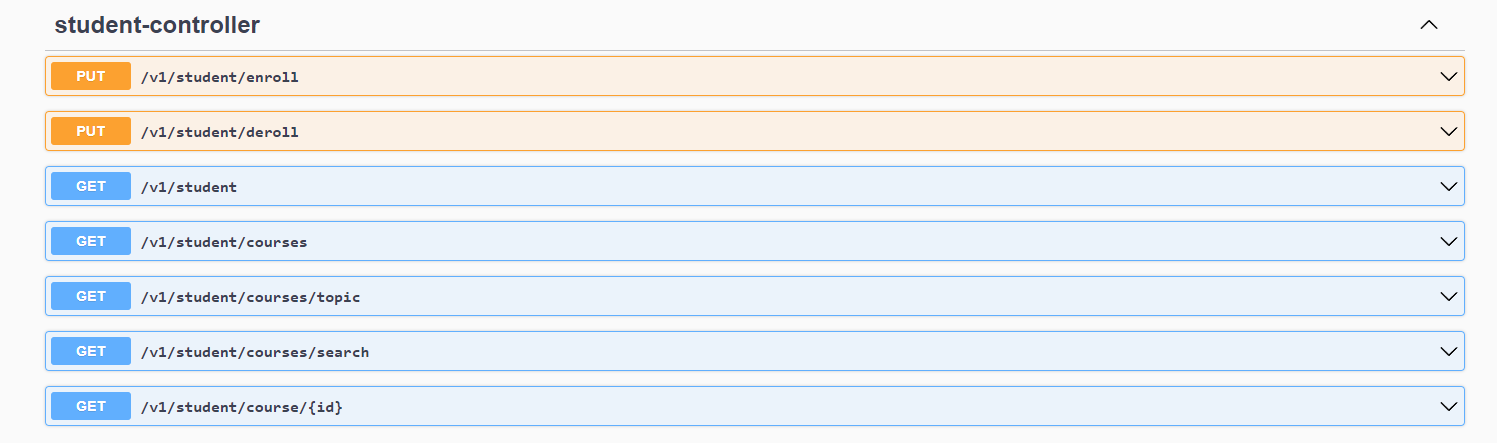 student-controller
PUT /v1/student/enroll
PUT /v1/student/deroll
GET /v1/student
GET /v1/student/courses
GET /v1/student/courses/topic
GET /v1/student/courses/search
GET /v1/student/course/{id}